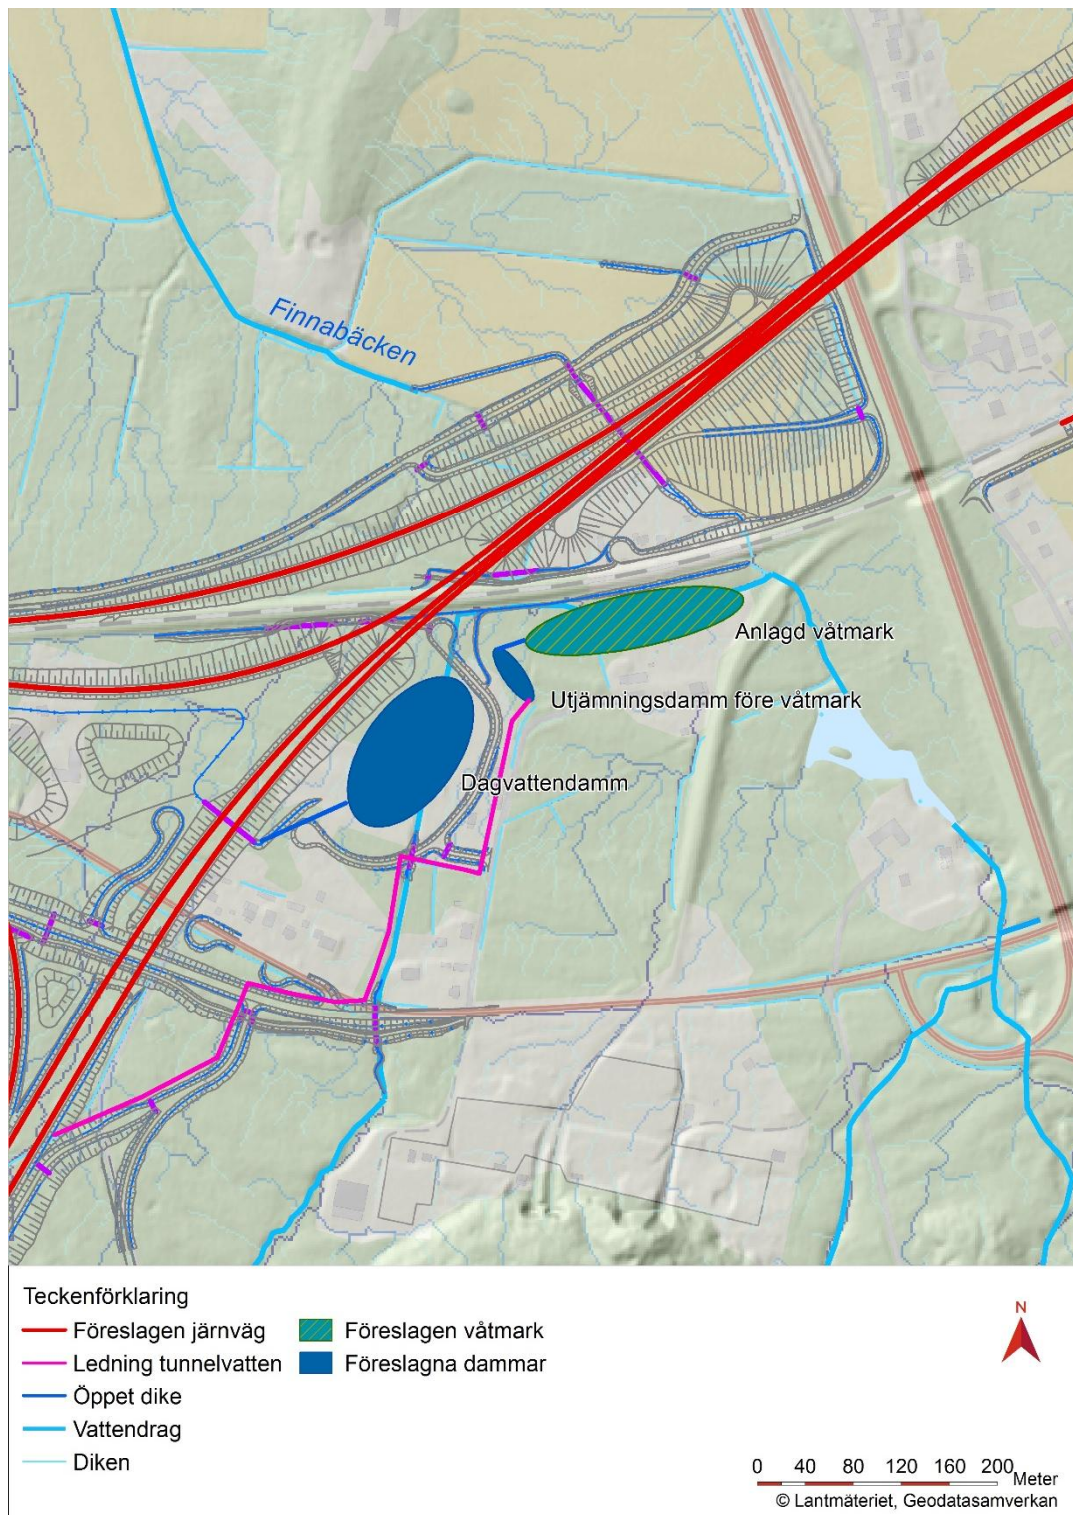 Finnabäcken
Anlagd våtmark
Utjämningsdamm före våtmark
Dagvattendamm
Teckenförklaring
Föreslagen järnväg
Ledning tunnelvatten
Öppet dike
Vattendrag
Diken
Föreslagen våtmark
Föreslagna dammar
N
0 40 80 120 160 200
Meter
© Lantmäteriet, Geodatasamverkan